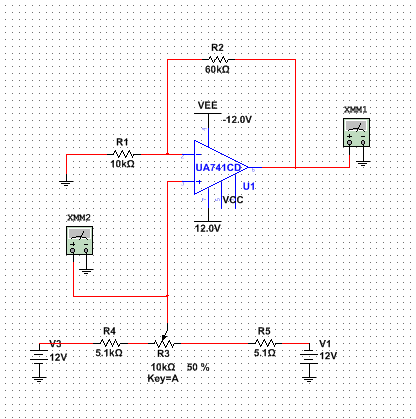 R2
60kΩ
VEE
-12.0V
XMM1
R1
10kΩ
UA741CD
U1
VCC
12.0V
XMM2
V3
12V
R4
5.1kΩ
R3
10kΩ 50 %
Key=A
R5
5.1Ω
V1
12V